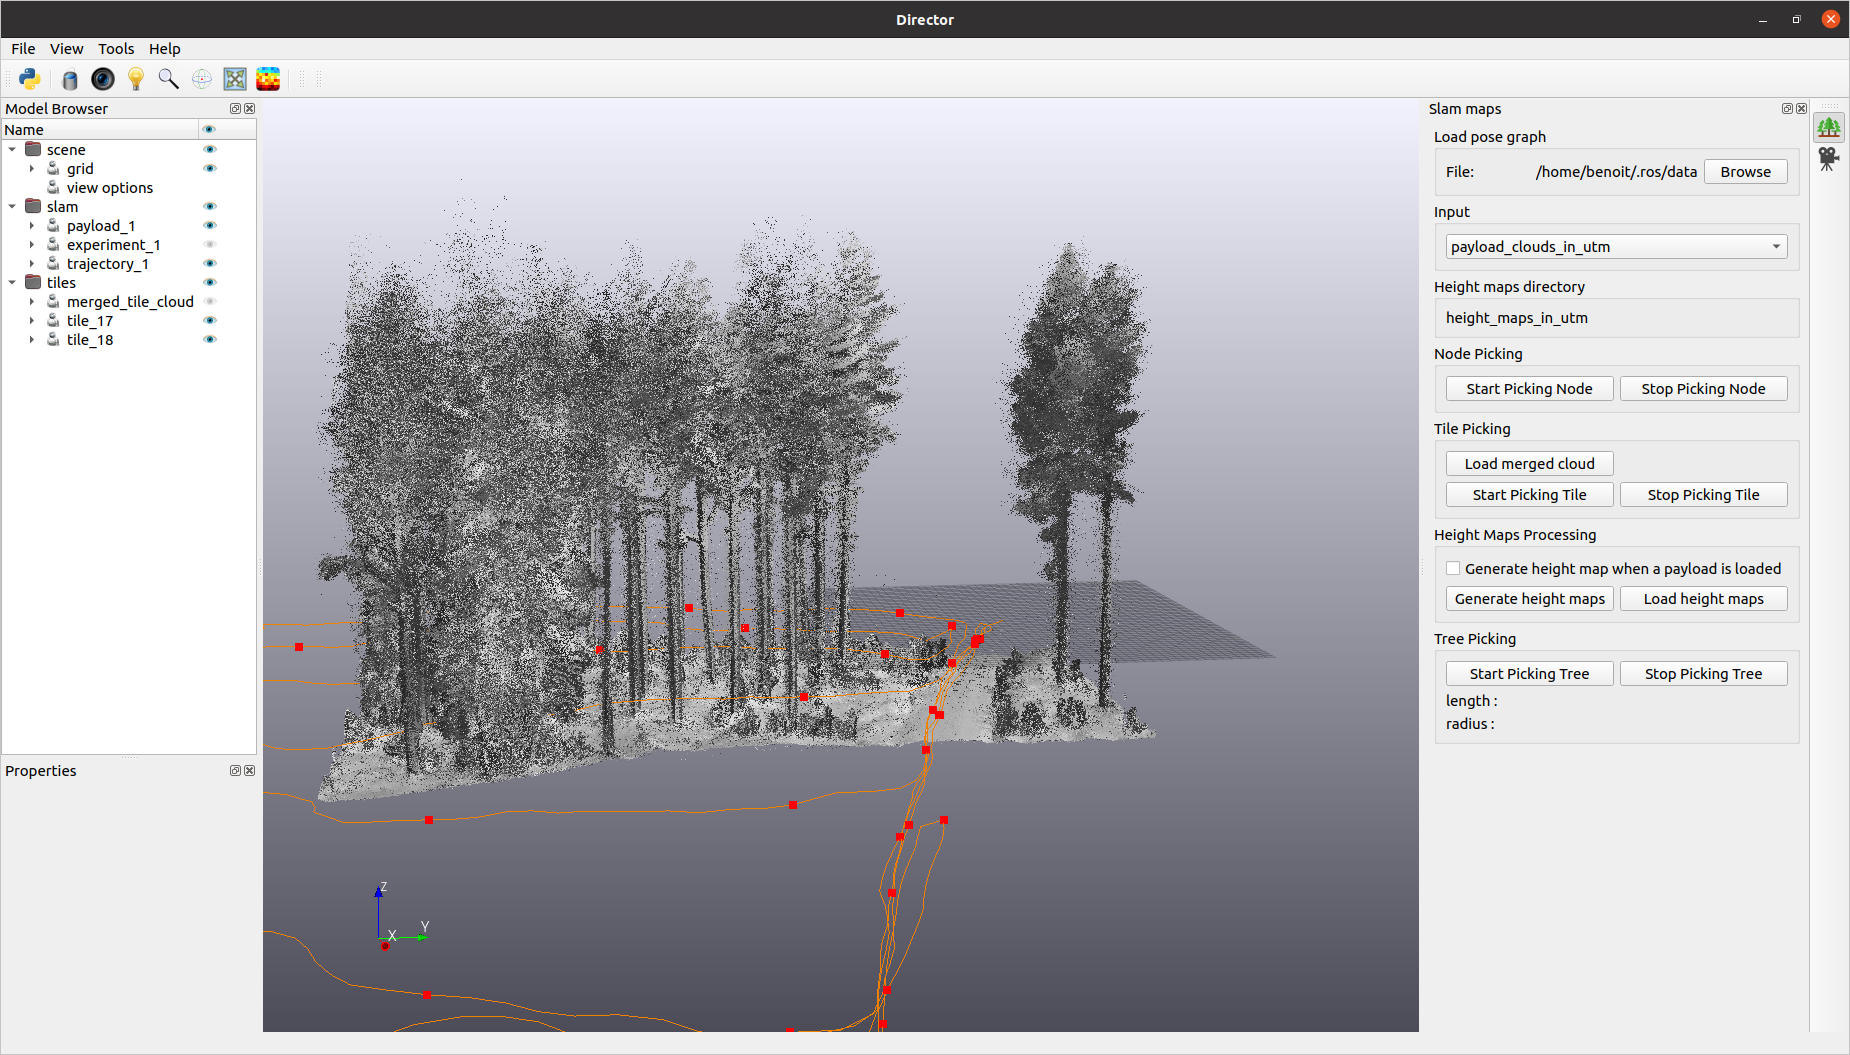 Director
File View Tools Help
Model Browser
Name
scene
grid
view options
slam
payload_1
experiment_1
trajectory_1
tiles
merged_tile_cloud
tile_17
tile_18
Properties
Z
X
Y
Slam maps
Load pose graph
File: /home/benoit/.ros/data Browse
Input
payload_clouds_in_utm
Height maps directory
height_maps_in_utm
Node Picking
Start Picking Node Stop Picking Node
Tile Picking
Load merged cloud
Start Picking Tile Stop Picking Tile
Height Maps Processing
Generate height map when a payload is loaded
Generate height maps Load height maps
Tree Picking
Start Picking Tree Stop Picking Tree
length :
radius :